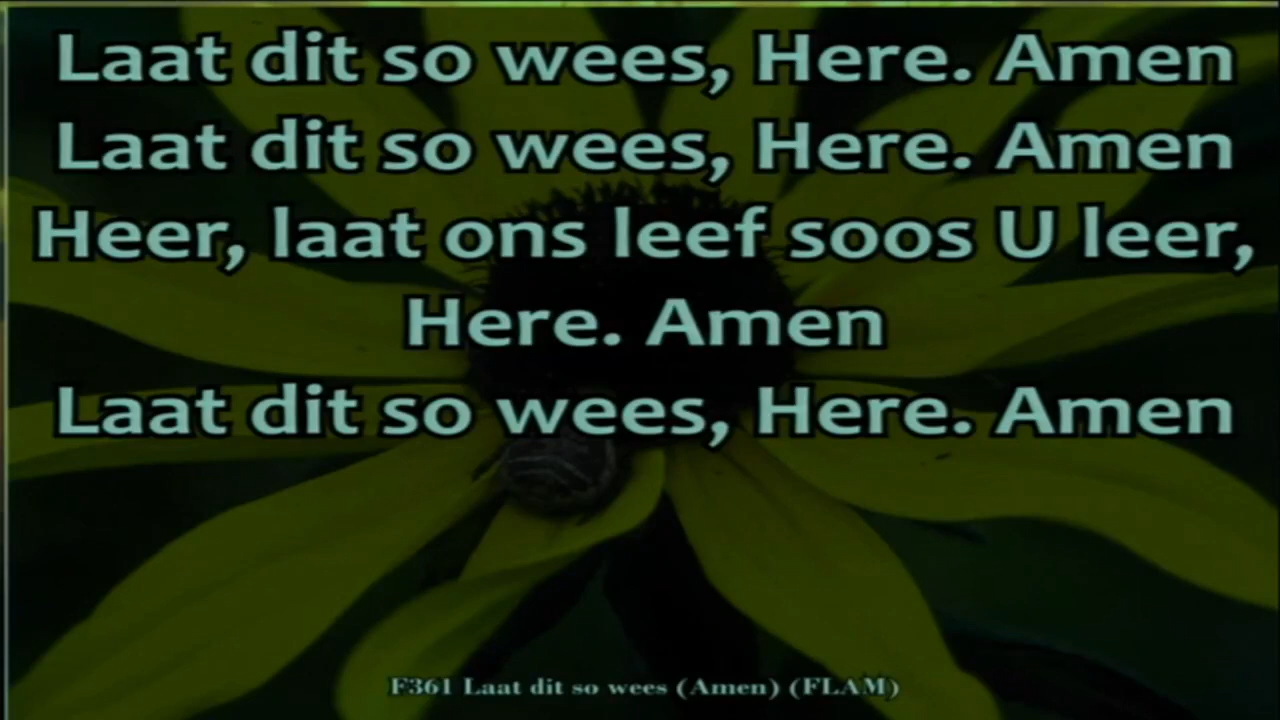 Laat dit so wees, Here. Amen
Laat dit so wees, Here. Amen
Heer, laat ons leef soos U leer,
Here. Amen
Laat dit so wees, Here. Amen
F361 Laat dit so wees (Amen) (FLAM)